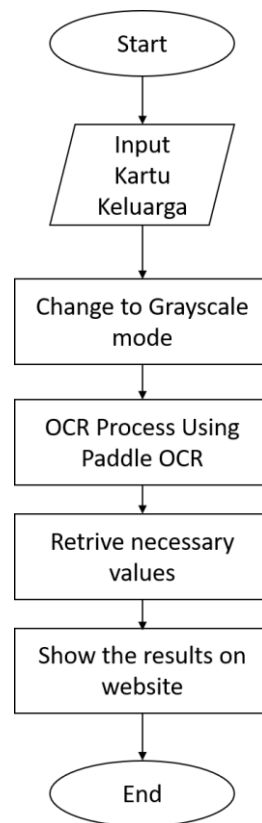 Start
Input
Kartu
Keluarga
Change to Grayscale
mode
OCR Process Using
Paddle OCR
Retrive necessary
values
Show the results on
website
End